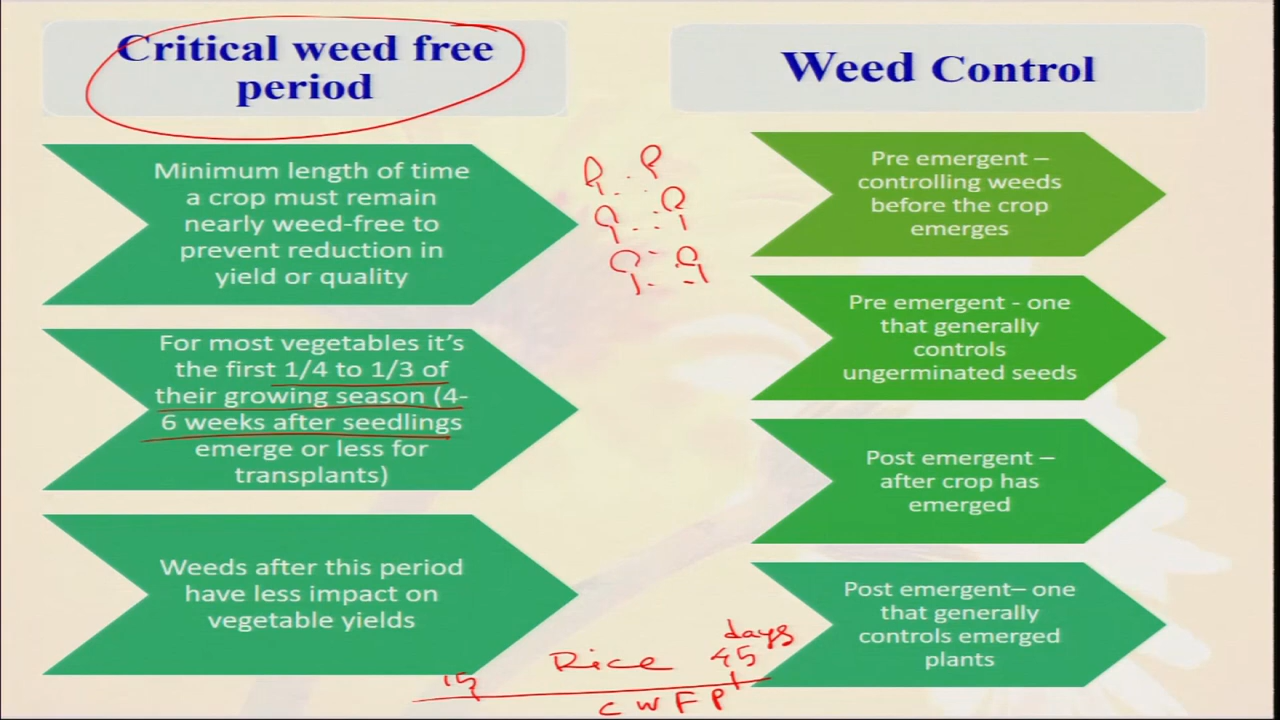 Critical weed free
period
Minimum length of time
a crop must remain
nearly weed-free to
prevent reduction in
yield or quality
For most vegetables it's
the first 1/4 to 1/3 of
their growing season (4-
6 weeks after seedlings
emerge or less for
transplants)
Weeds after this period
have less impact on
vegetable yields
Weed Control
Pre emergent –
controlling weeds
before the crop
emerges
Pre emergent - one
that generally
controls
ungerminated seeds
Post emergent –
after crop has
emerged
Post emergent– one
that generally
controls emerged
plants
days
Rice 45
15
C W F P